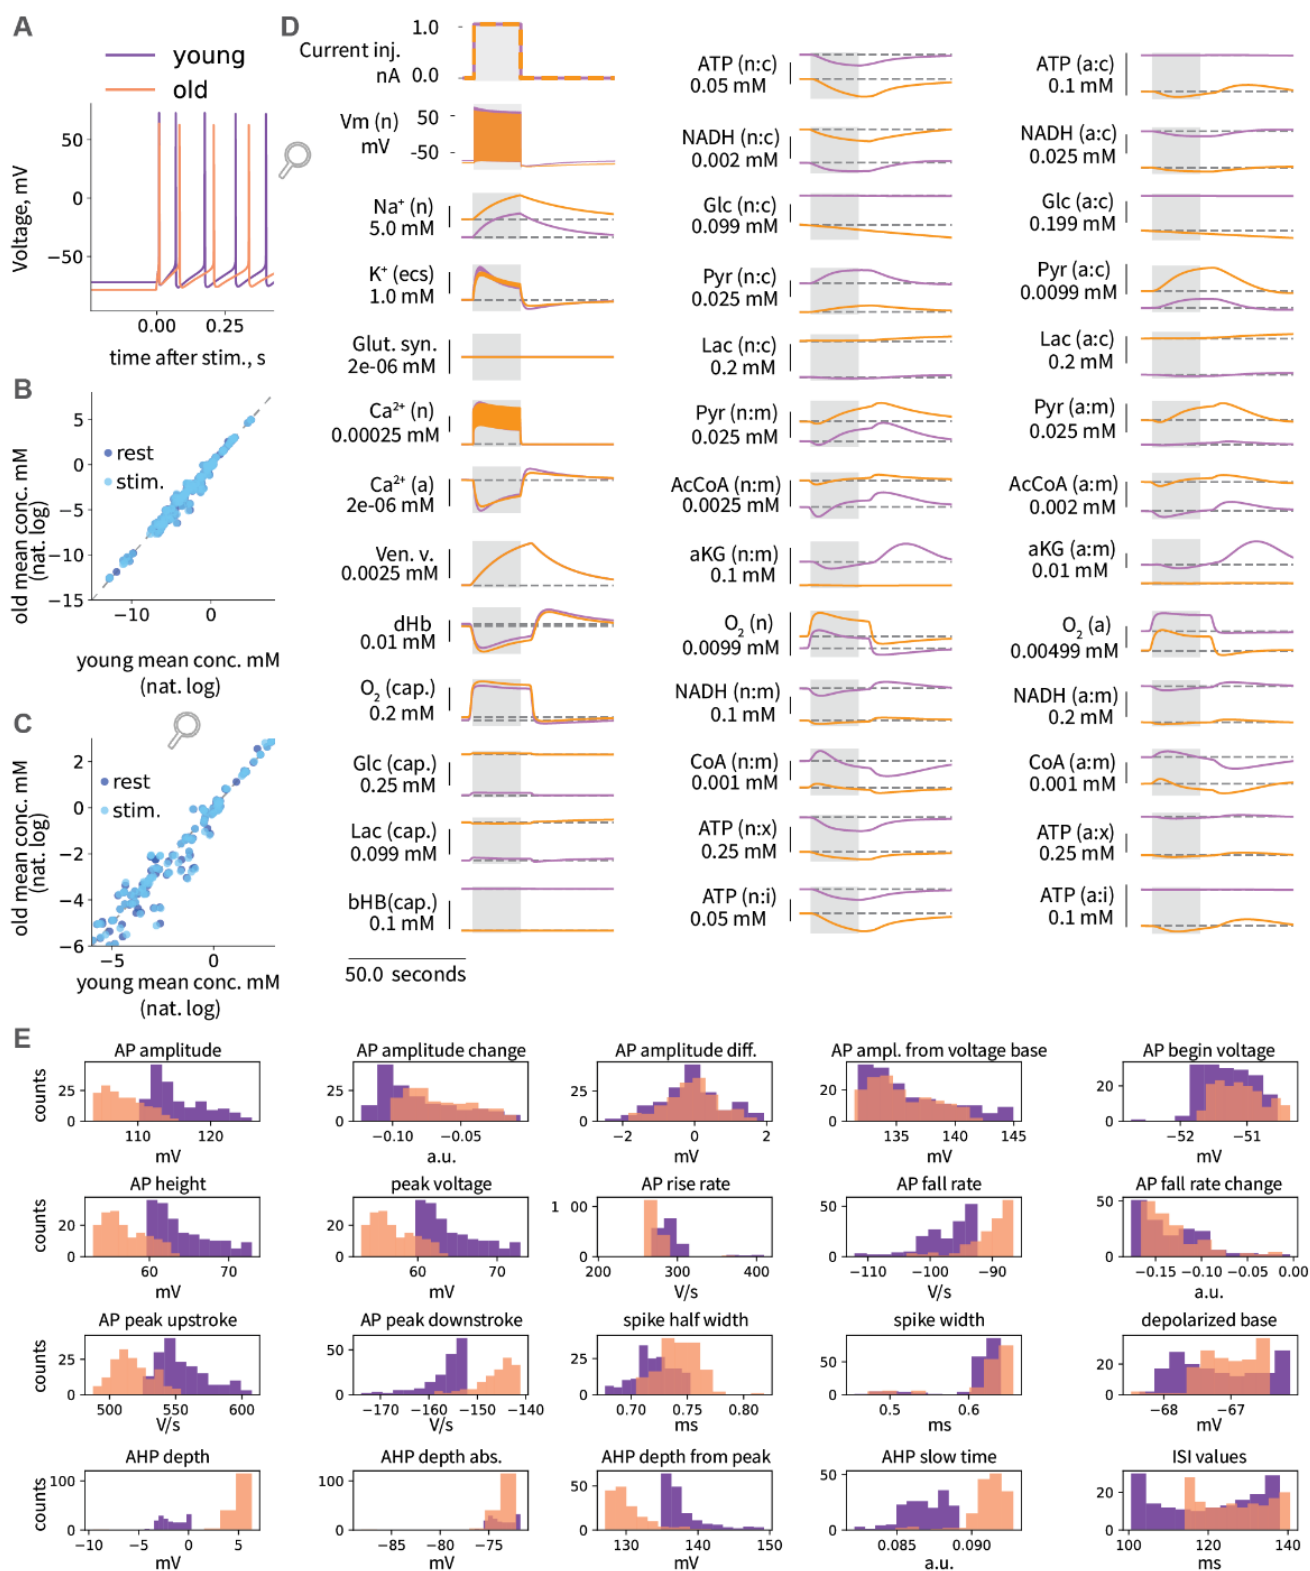 A
young
old
Voltage, mV
50
0
−50
0.00 0.25
time after stim., s
B
old mean conc. mM
(nat. log)
5
0
−5
−10
−15
rest
stim.
−10 0
young mean conc. mM
(nat. log)
C
old mean conc. mM
(nat. log)
2
0
−2
−4
−6
rest
stim.
−5 0
young mean conc. mM
(nat. log)
D
Current inj.
nA
1.0
0.0
Vm (n)
mV
50
-50
Na⁺ (n)
5.0 mM
K⁺ (ecs)
1.0 mM
Glut. syn.
2e-06 mM
Ca²⁺ (n)
0.00025 mM
Ca²⁺ (a)
2e-06 mM
Ven. v.
0.0025 mM
dHb
0.01 mM
O₂ (cap.)
0.2 mM
Glc (cap.)
0.25 mM
Lac (cap.)
0.099 mM
bHB(cap.)
0.1 mM
50.0 seconds
ATP (n:c)
0.05 mM
NADH (n:c)
0.002 mM
Glc (n:c)
0.099 mM
Pyr (n:c)
0.025 mM
Lac (n:c)
0.2 mM
Pyr (n:m)
0.025 mM
AcCoA (n:m)
0.0025 mM
aKG (n:m)
0.1 mM
O₂ (n)
0.0099 mM
NADH (n:m)
0.1 mM
CoA (n:m)
0.001 mM
ATP (n:x)
0.25 mM
ATP (n:i)
0.05 mM
ATP (a:c)
0.1 mM
NADH (a:c)
0.025 mM
Glc (a:c)
0.199 mM
Pyr (a:c)
0.0099 mM
Lac (a:c)
0.2 mM
Pyr (a:m)
0.025 mM
AcCoA (a:m)
0.002 mM
aKG (a:m)
0.01 mM
O₂ (a)
0.00499 mM
NADH (a:m)
0.2 mM
CoA (a:m)
0.001 mM
ATP (a:x)
0.25 mM
ATP (a:i)
0.1 mM
E
AP amplitude
counts
25
0
110 120
mV
AP amplitude change
25
0
−0.10 −0.05
a.u.
AP amplitude diff.
25
0
−2 0 2
mV
AP ampl. from voltage base
20
0
135 140 145
mV
AP begin voltage
20
0
−52 −51
mV
AP height
counts
20
0
60 70
mV
peak voltage
20
0
60 70
mV
AP rise rate
1 00
0
200 300 400
V/s
AP fall rate
50
0
−110 −100 −90
V/s
AP fall rate change
50
0
−0.15 −0.10 −0.05 0.00
a.u.
AP peak upstroke
counts
25
0
500 550 600
V/s
AP peak downstroke
50
0
−170 −160 −150 −140
V/s
spike half width
25
0
0.70 0.75 0.80
ms
spike width
50
0
0.5 0.6
ms
depolarized base
20
0
−68 −67
mV
AHP depth
counts
100
0
−10 −5 0 5
mV
AHP depth abs.
100
0
−85 −80 −75
mV
AHP depth from peak
50
0
130 140 150
mV
AHP slow time
50
0
0.085 0.090
a.u.
ISI values
20
0
100 120 140
ms